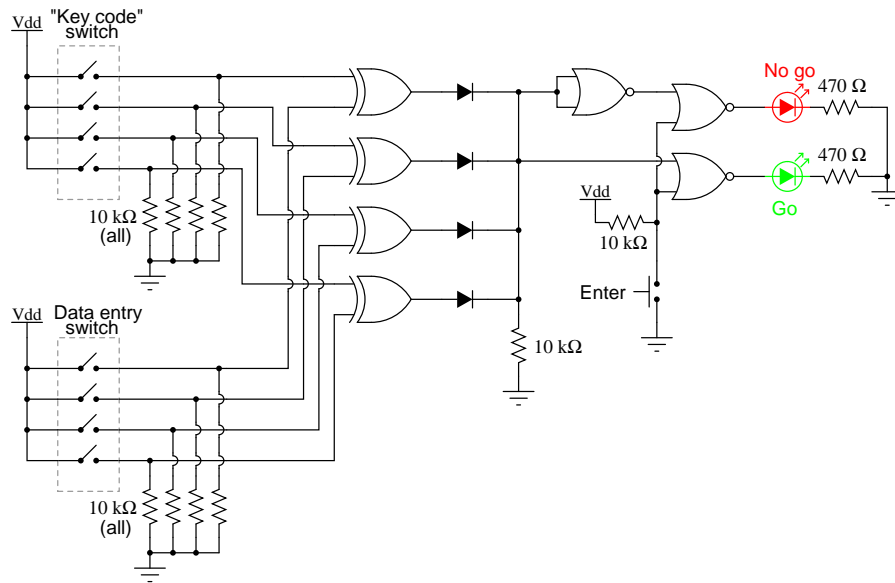 "Key code"
switch
Vdd
10 kΩ
(all)
No go
470 Ω
470 Ω
Go
Vdd
10 kΩ
Enter
10 kΩ
Data entry
switch
Vdd
10 kΩ
(all)